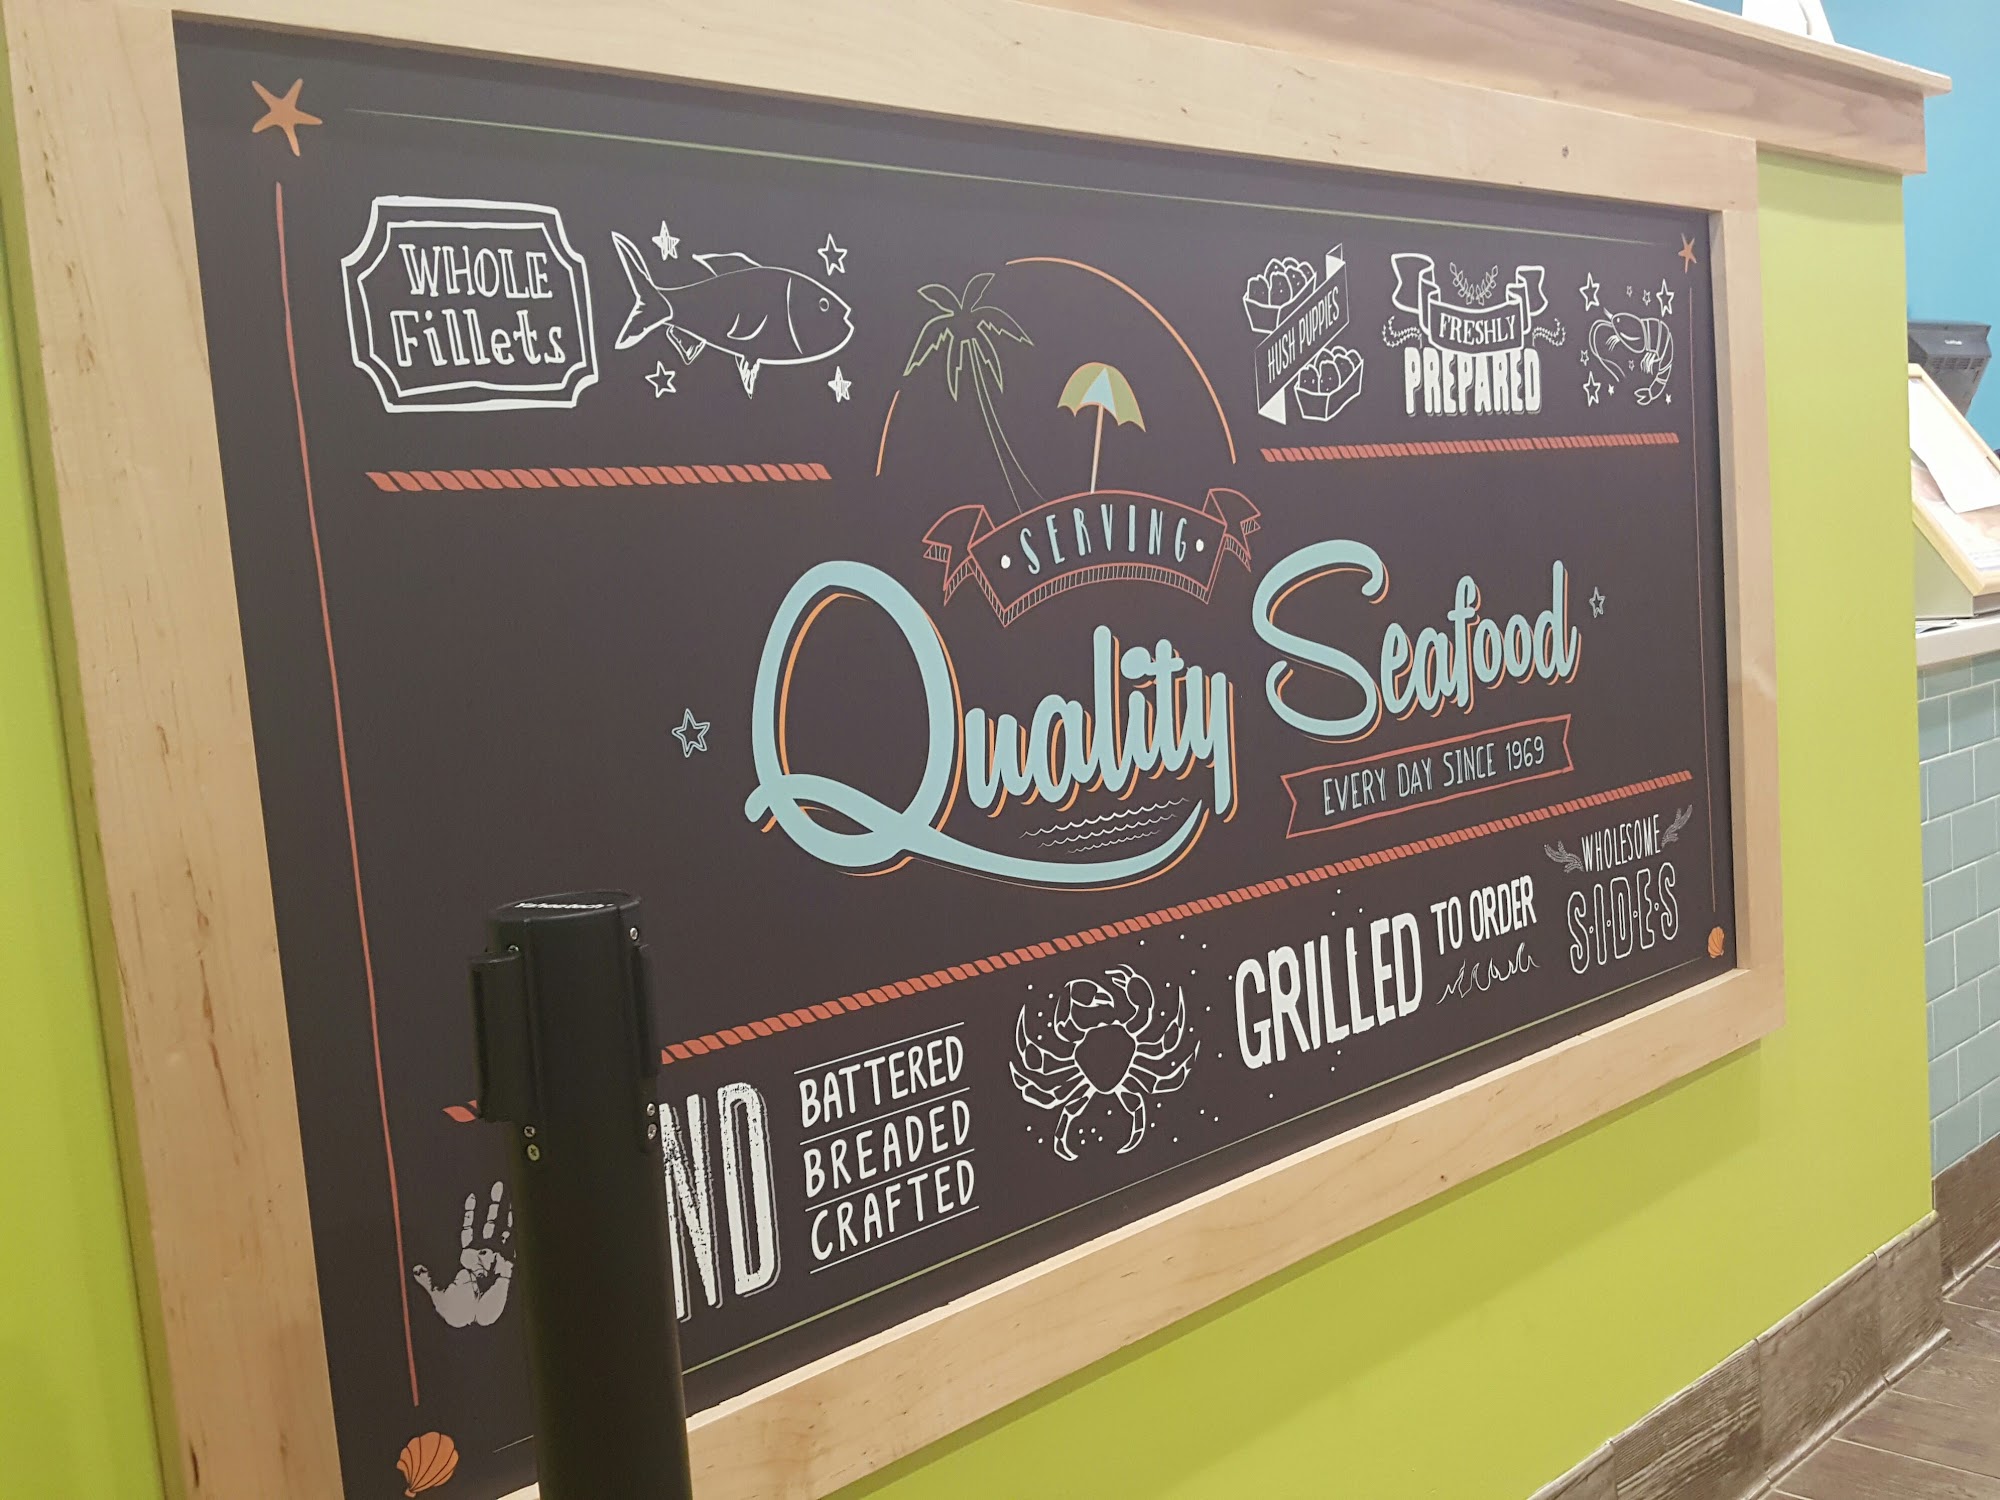 WHOLE
Fillets
HUSH PUPPIES
FRESHLY
PREPARED
• SERVING •
Quality Seafood
EVERY DAY SINCE 1969
BATTERED
BREADED
CRAFTED
GRILLED TO ORDER
WHOLESOME
S•I•D•E•S